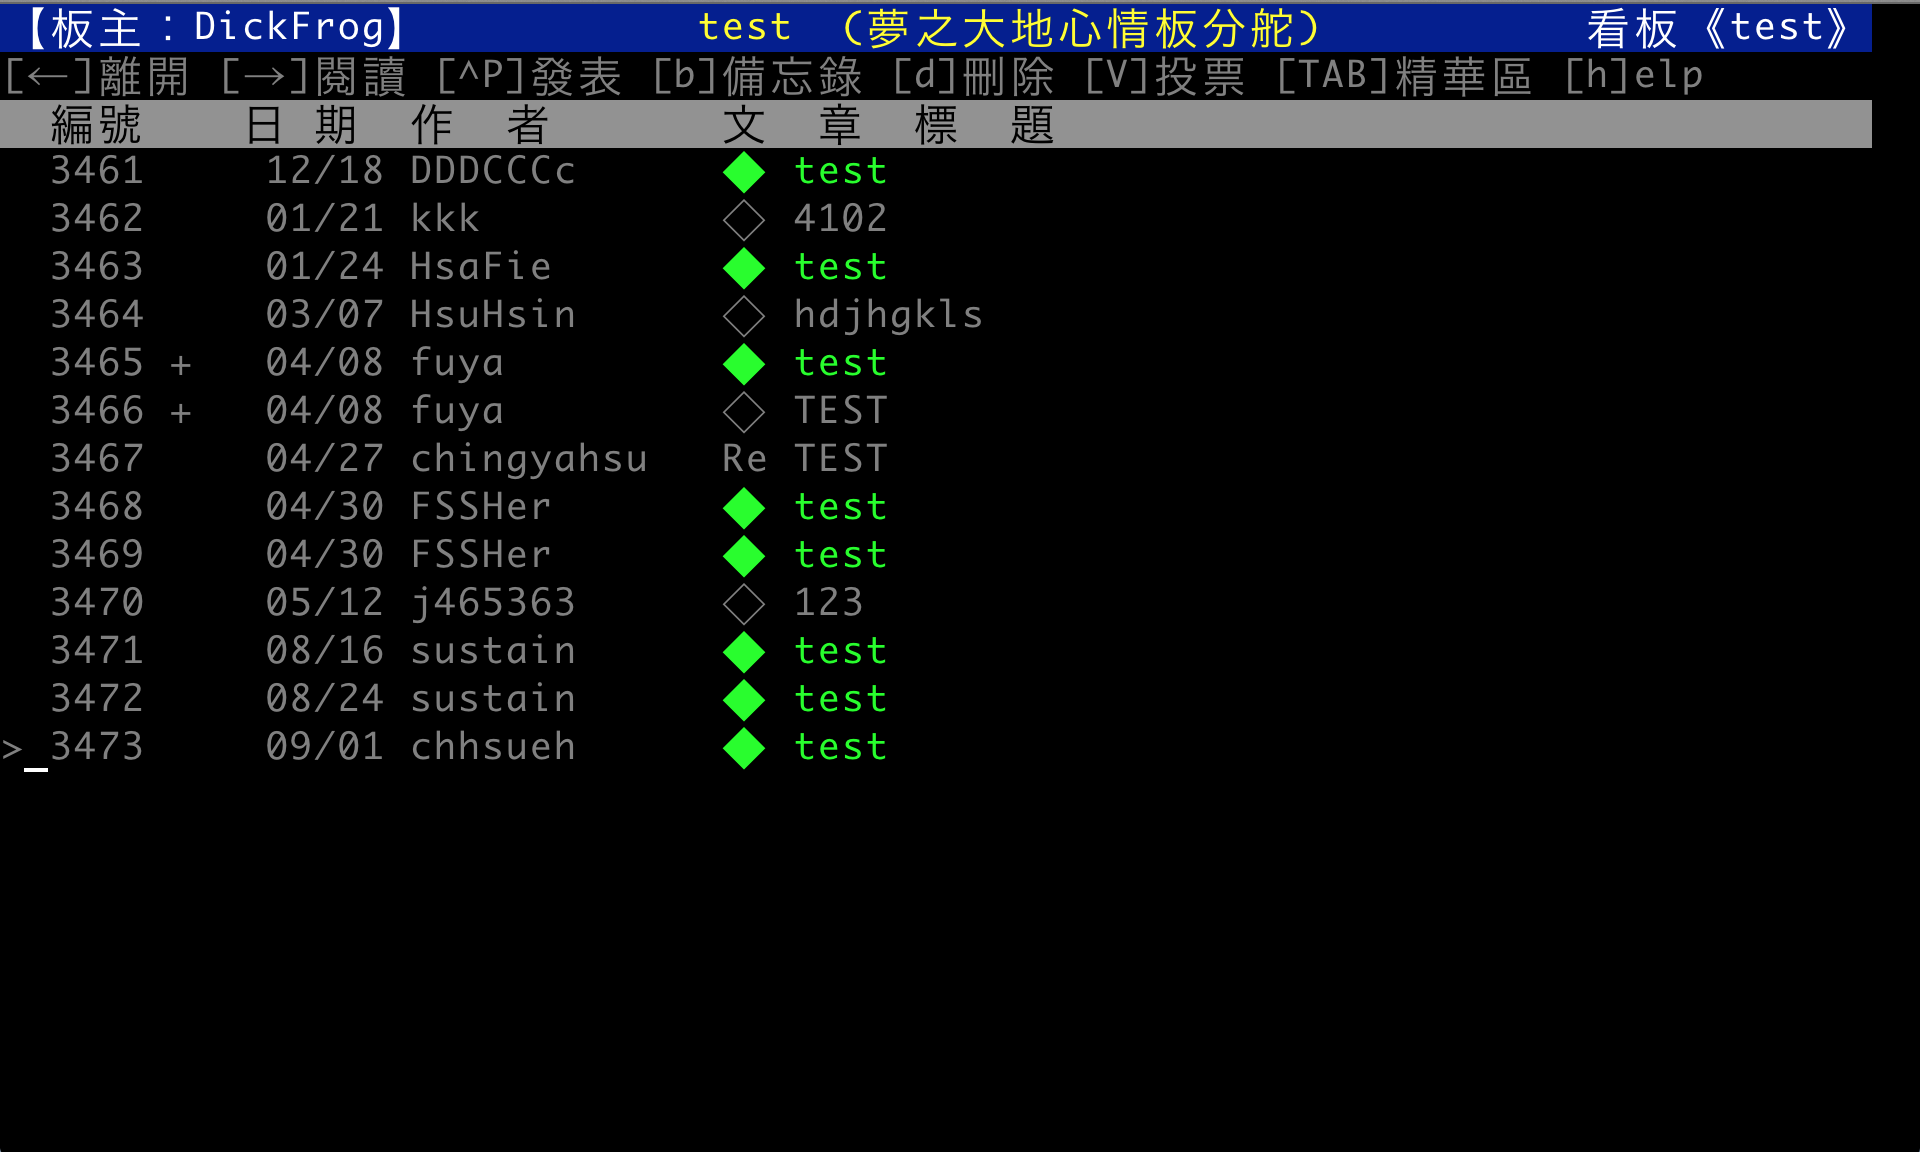 【板主：DickFrog】 test （夢之大地心情板分舵） 看板《test》
[←]離開 [→]閱讀 [^P]發表 [b]備忘錄 [d]刪除 [V]投票 [TAB]精華區 [h]elp
編號 日 期 作 者 文 章 標 題
3461 12/18 DDDCCCc ◆ test
3462 01/21 kkk ◇ 4102
3463 01/24 HsaFie ◆ test
3464 03/07 HsuHsin ◇ hdjhgkls
3465 + 04/08 fuya ◆ test
3466 + 04/08 fuya ◇ TEST
3467 04/27 chingyahsu Re TEST
3468 04/30 FSSHer ◆ test
3469 04/30 FSSHer ◆ test
3470 05/12 j465363 ◇ 123
3471 08/16 sustain ◆ test
3472 08/24 sustain ◆ test
>_3473 09/01 chhsueh ◆ test